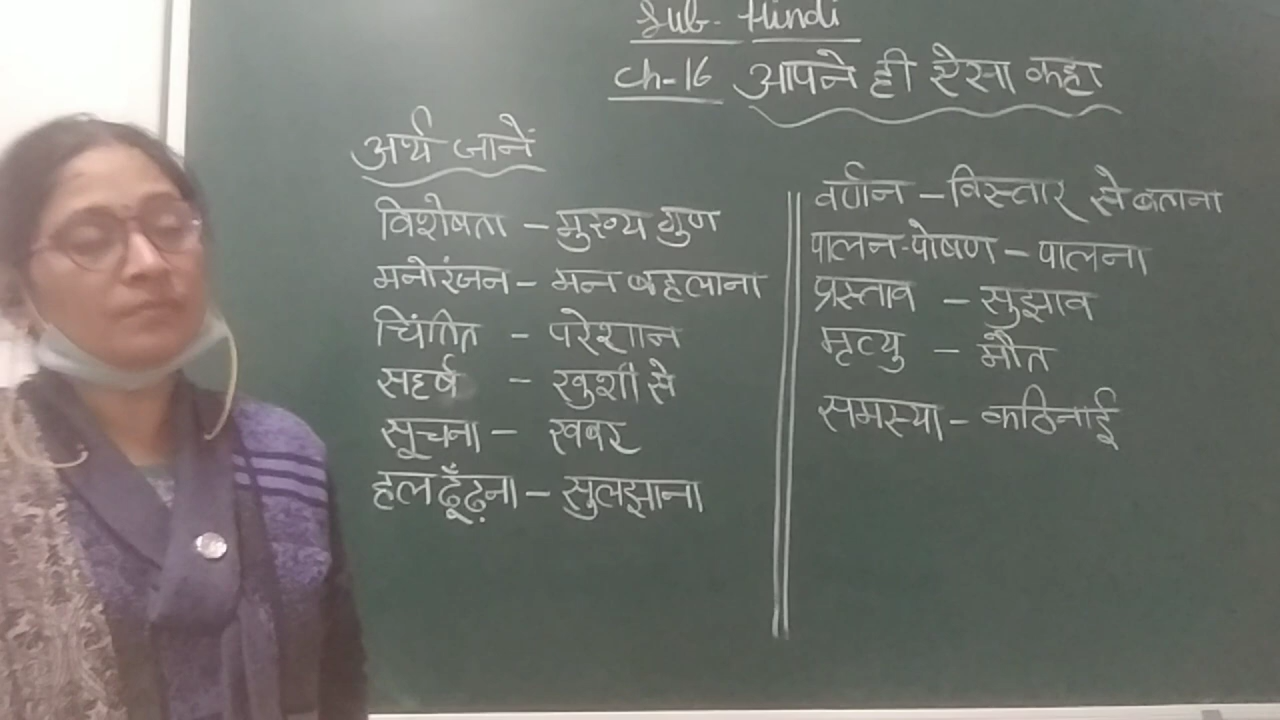 Sub- Hindi
Ch-16 आपने ही ऐसा कहा
अर्थ जानें
विशेषता - मुख्य गुण
मनोरंजन - मन बहलाना
चिंतित - परेशान
सहर्ष - खुशी से
सूचना - खबर
हल ढूँढ़ना - सुलझाना
वर्णन - विस्तार से बताना
पालन-पोषण - पालना
प्रस्ताव - सुझाव
मृत्यु - मौत
समस्या - कठिनाई